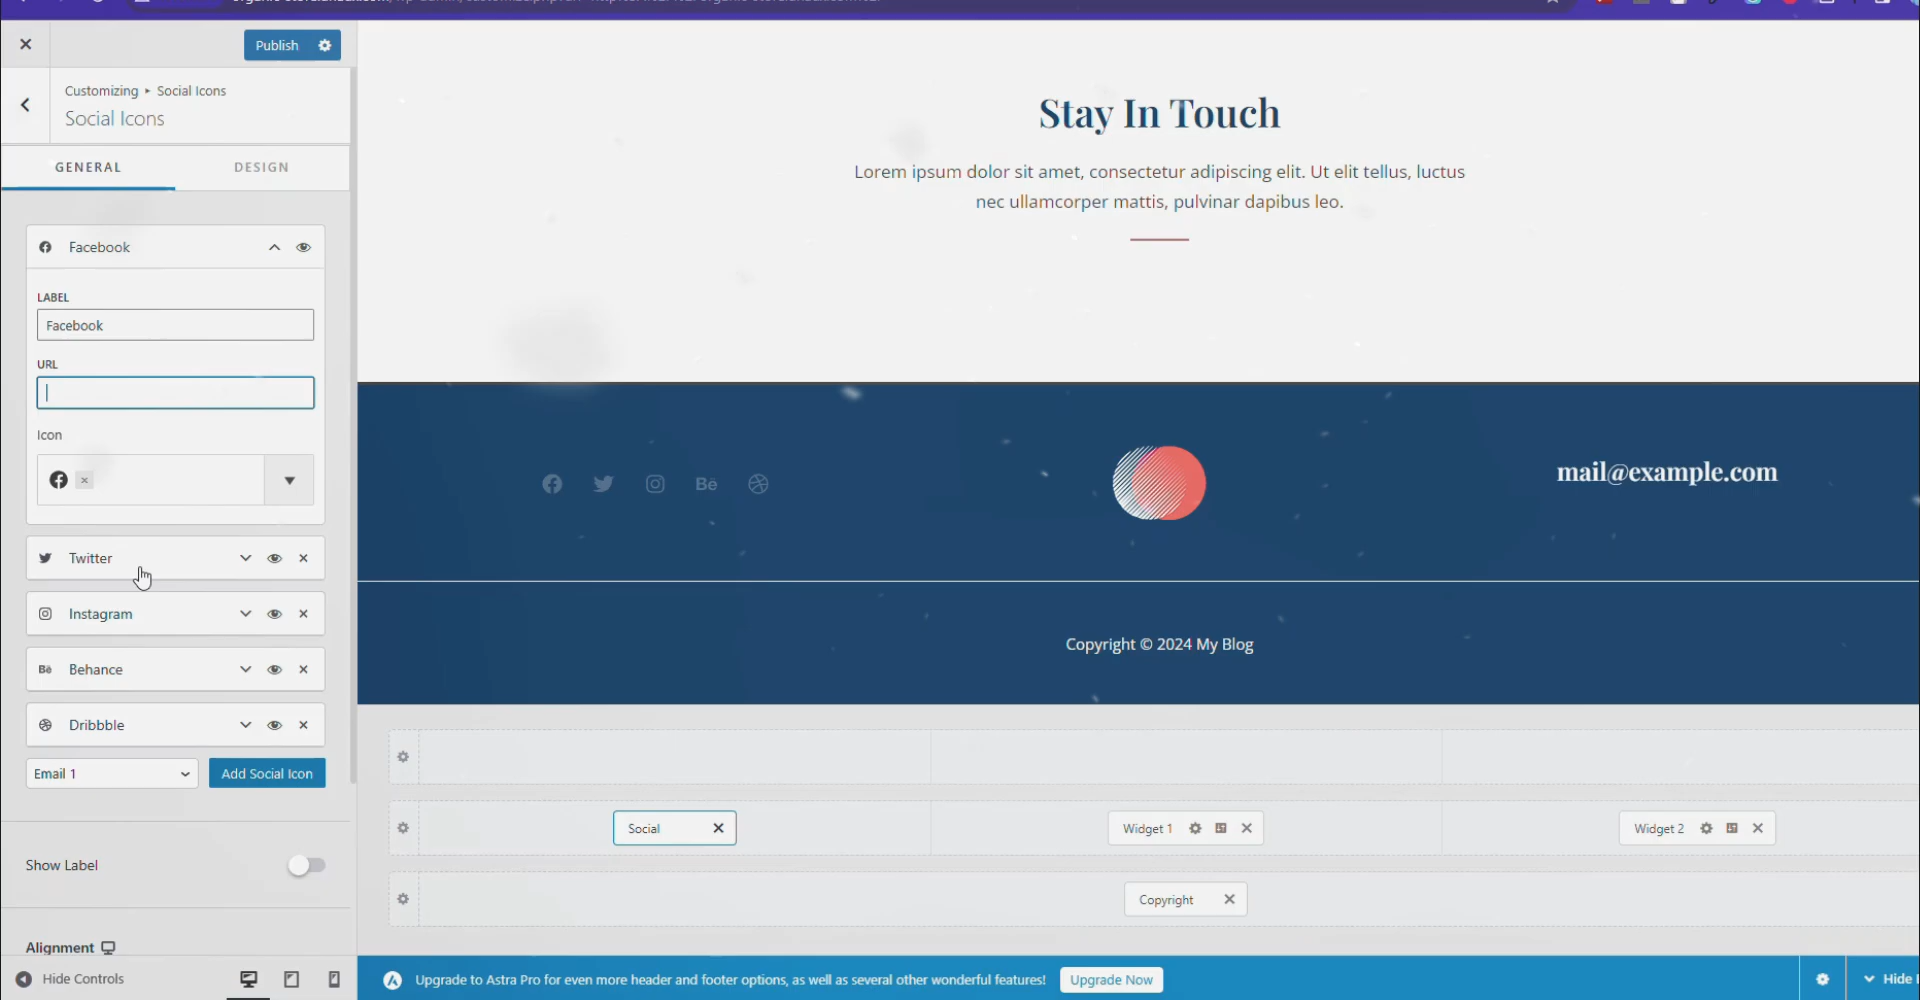 Publish
Customizing ▸ Social Icons
Social Icons
GENERAL
DESIGN
Facebook
LABEL
Facebook
URL
Icon
Twitter
Instagram
Behance
Dribbble
Email 1
Add Social Icon
Show Label
Alignment
Hide Controls
Stay In Touch
Lorem ipsum dolor sit amet, consectetur adipiscing elit. Ut elit tellus, luctus
nec ullamcorper mattis, pulvinar dapibus leo.
mail@example.com
Copyright © 2024 My Blog
Social
Widget 1
Widget 2
Copyright
Upgrade to Astra Pro for even more header and footer options, as well as several other wonderful features!
Upgrade Now
Hide